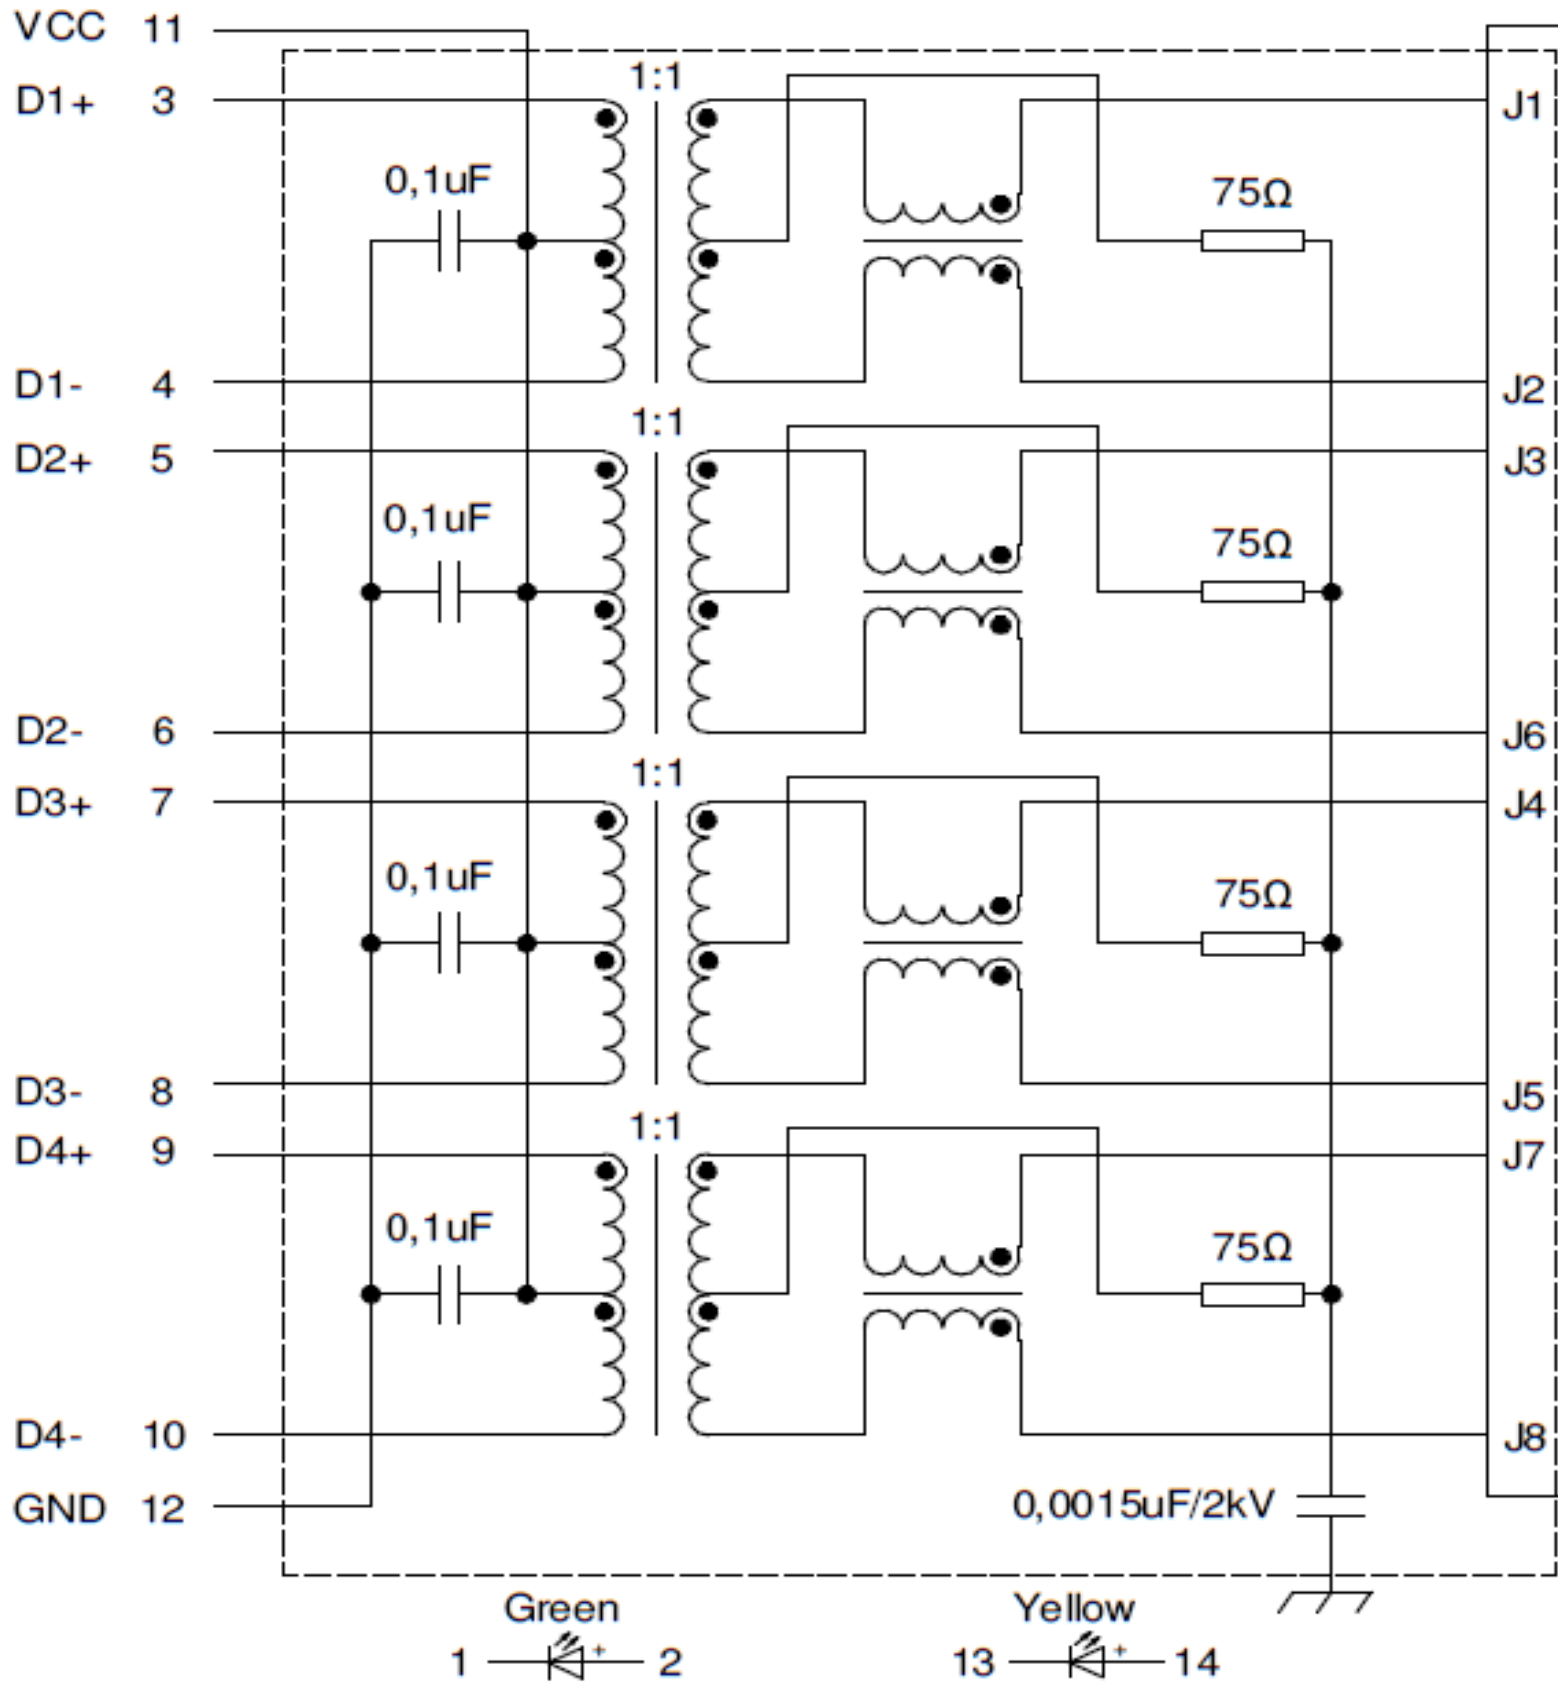 VCC 11
1:1
D1+ 3
J1
0,1uF
75Ω
D1- 4
J2
1:1
D2+ 5
J3
0,1uF
75Ω
D2- 6
J6
1:1
D3+ 7
J4
0,1uF
75Ω
D3- 8
J5
1:1
D4+ 9
J7
0,1uF
75Ω
D4- 10
J8
GND 12
0,0015uF/2kV
Green
Yellow
1 + 2
13 + 14